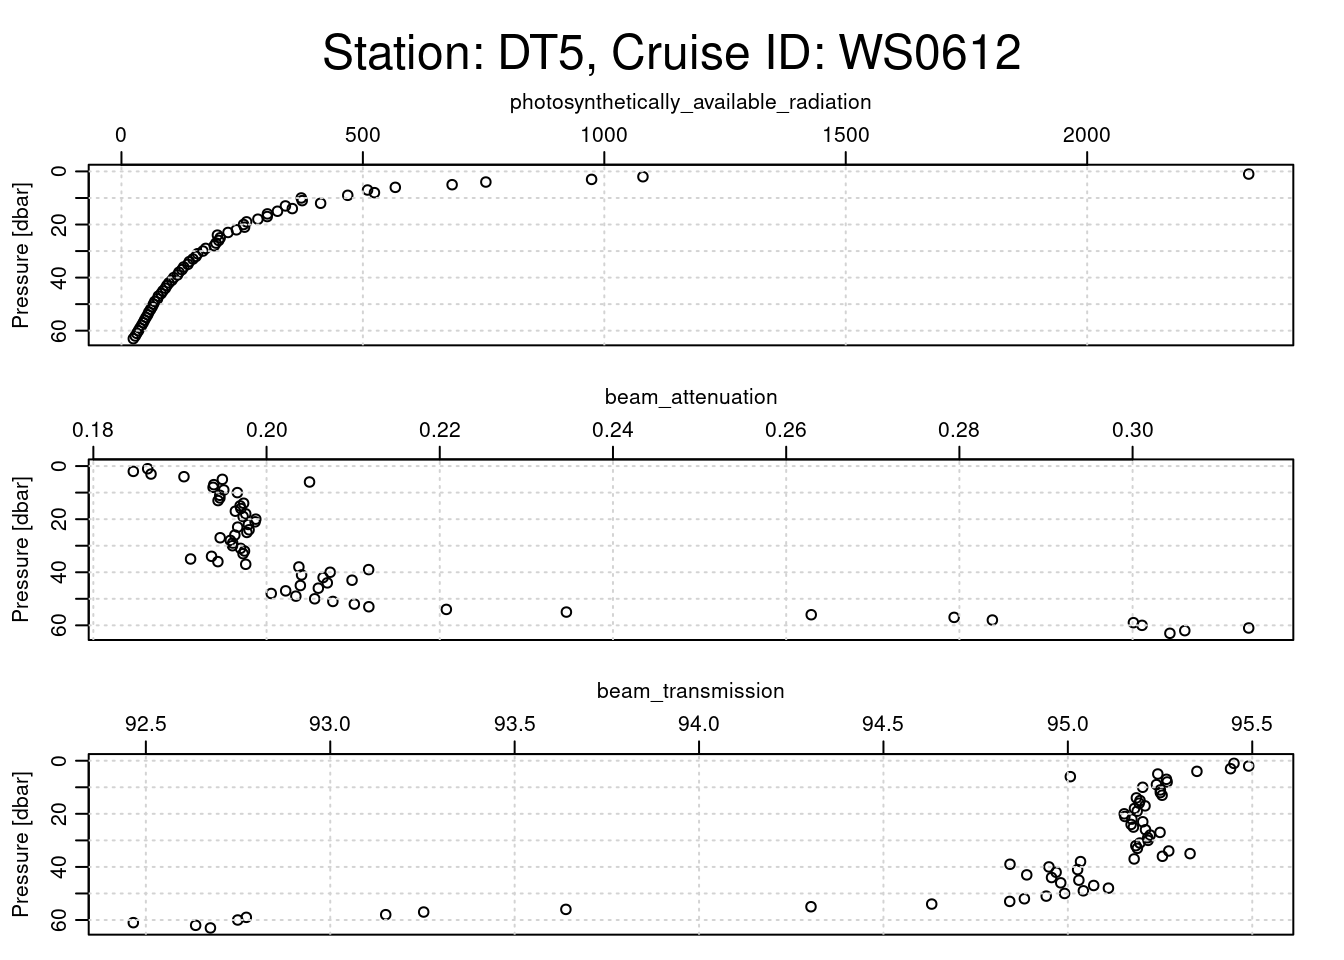 Station: DT5, Cruise ID: WS0612
photosynthetically_available_radiation
0 500 1000 1500 2000
Pressure [dbar]
0
20
40
60
beam_attenuation
0.18 0.20 0.22 0.24 0.26 0.28 0.30
Pressure [dbar]
0
20
40
60
beam_transmission
92.5 93.0 93.5 94.0 94.5 95.0 95.5
Pressure [dbar]
0
20
40
60